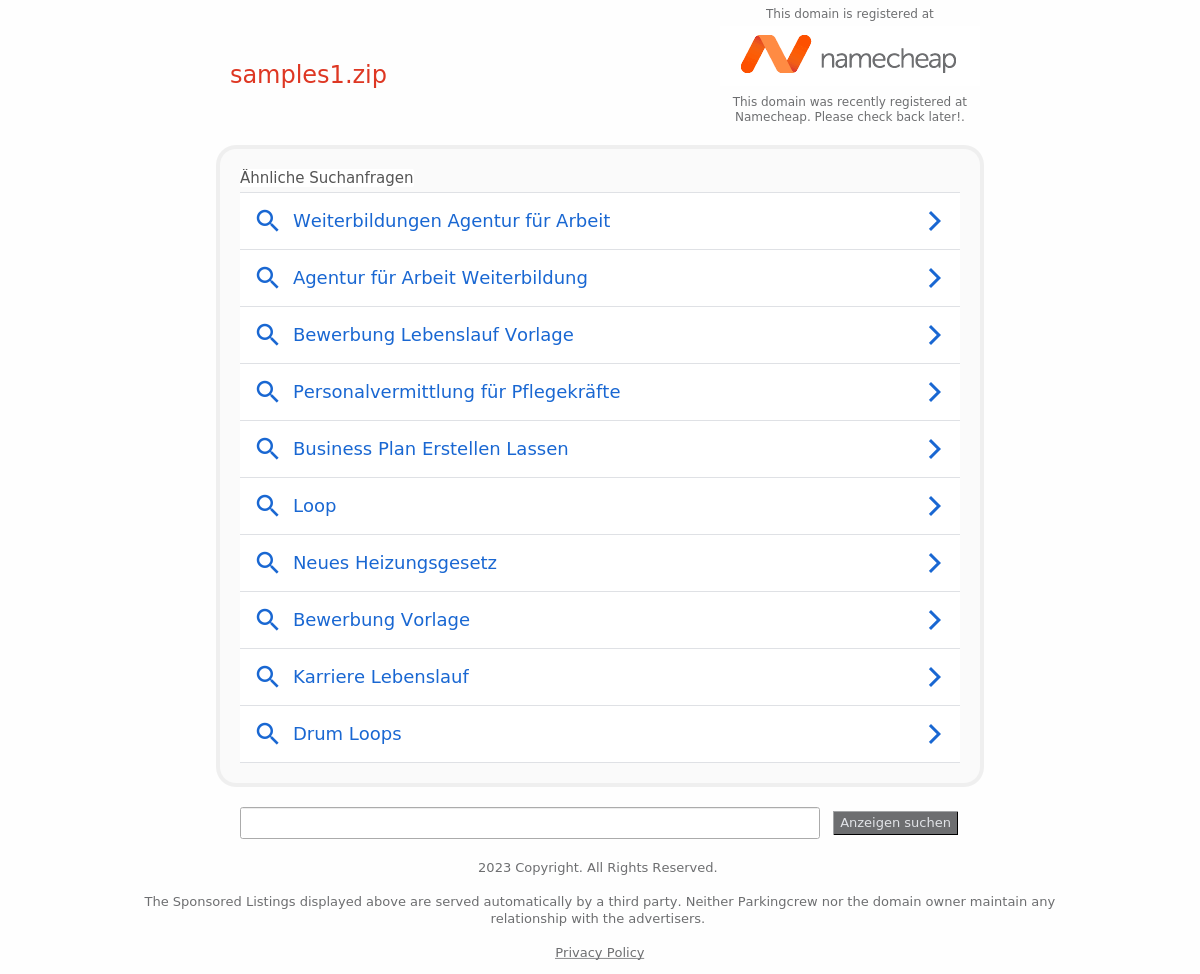 This domain is registered at
namecheap
samples1.zip
This domain was recently registered at
Namecheap. Please check back later!.
Ähnliche Suchanfragen
Weiterbildungen Agentur für Arbeit
Agentur für Arbeit Weiterbildung
Bewerbung Lebenslauf Vorlage
Personalvermittlung für Pflegekräfte
Business Plan Erstellen Lassen
Loop
Neues Heizungsgesetz
Bewerbung Vorlage
Karriere Lebenslauf
Drum Loops
Anzeigen suchen
2023 Copyright. All Rights Reserved.
The Sponsored Listings displayed above are served automatically by a third party. Neither Parkingcrew nor the domain owner maintain any
relationship with the advertisers.
Privacy Policy